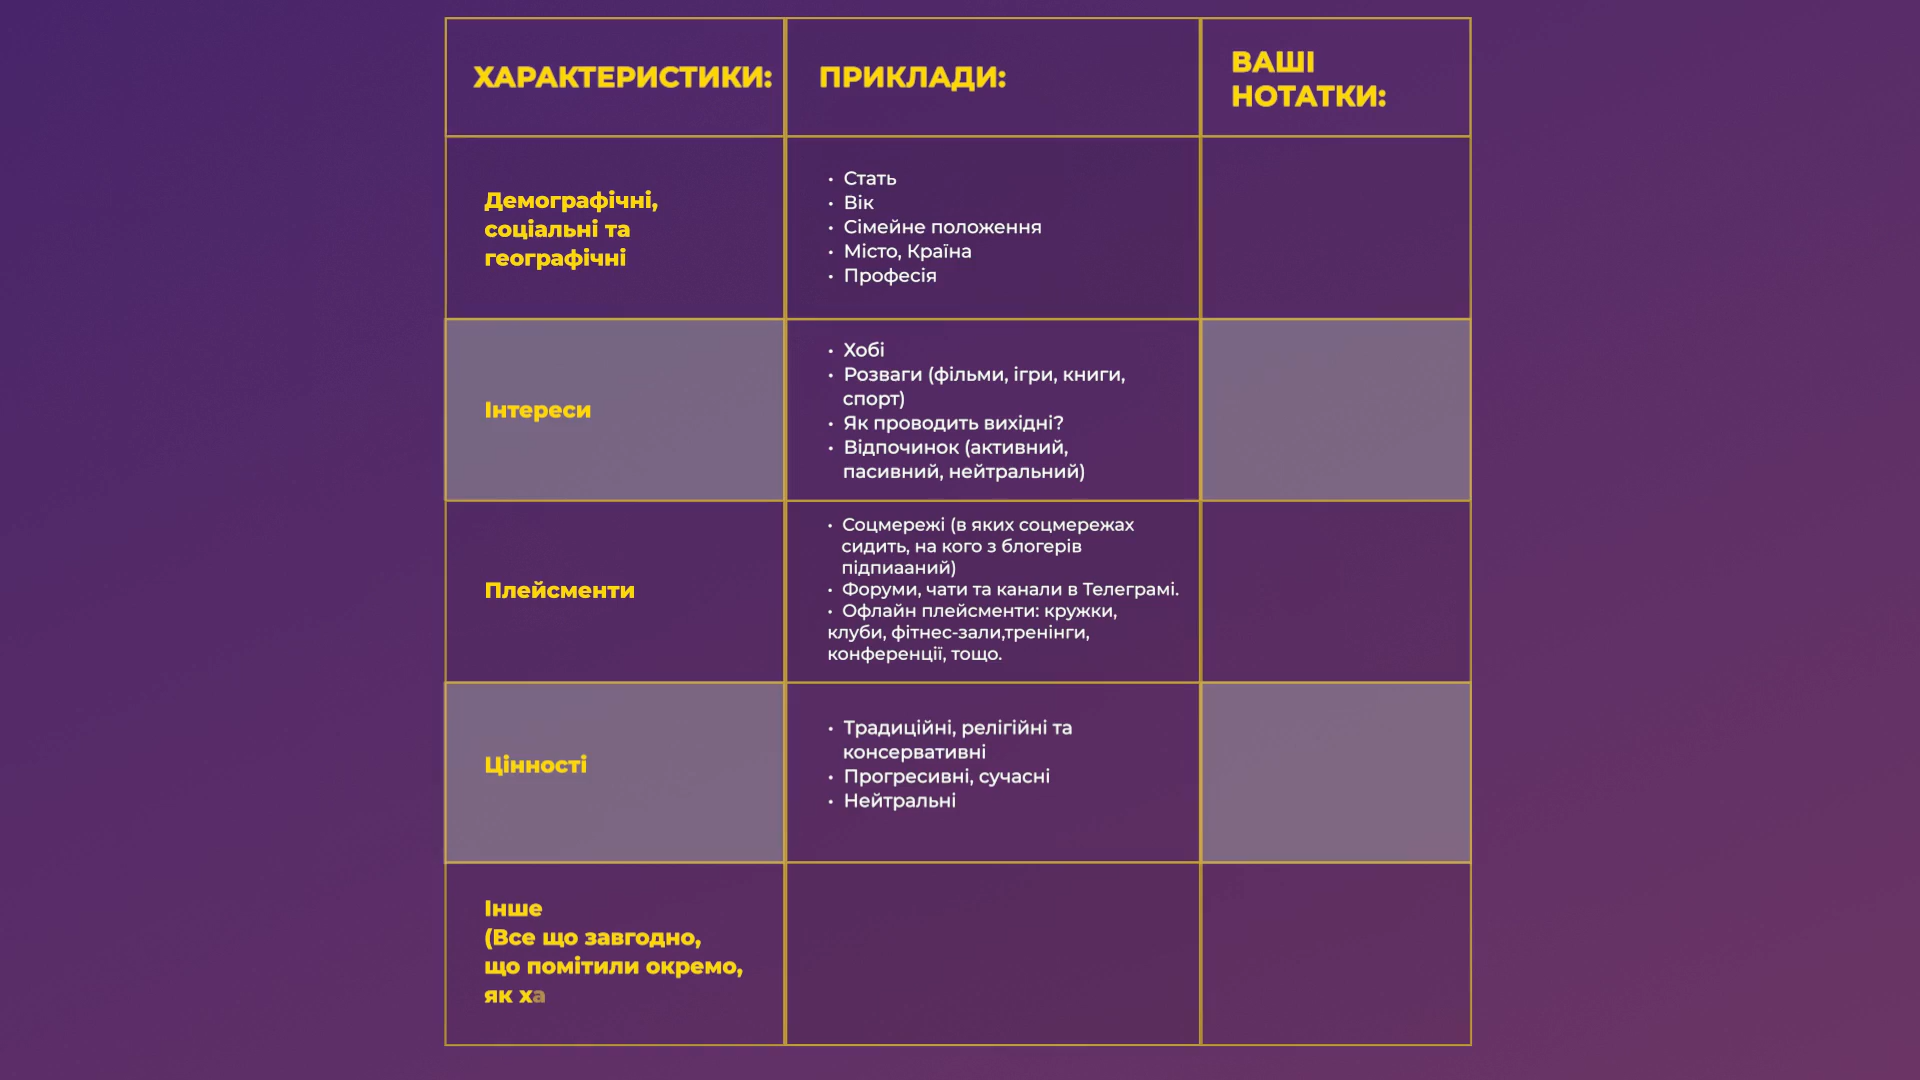 ХАРАКТЕРИСТИКИ:
ПРИКЛАДИ:
ВАШІ
НОТАТКИ:
Демографічні,
соціальні та
географічні
• Стать
• Вік
• Сімейне положення
• Місто, Країна
• Професія
Інтереси
• Хобі
• Розваги (фільми, ігри, книги,
спорт)
• Як проводить вихідні?
• Відпочинок (активний,
пасивний, нейтральний)
Плейсменти
• Соцмережі (в яких соцмережах
сидить, на кого з блогерів
підпиааний)
• Форуми, чати та канали в Телеграмі.
• Офлайн плейсменти: кружки,
клуби, фітнес-зали,тренінги,
конференції, тощо.
Цінності
• Традиційні, релігійні та
консервативні
• Прогресивні, сучасні
• Нейтральні
Інше
(Все що завгодно,
що помітили окремо,
як ха